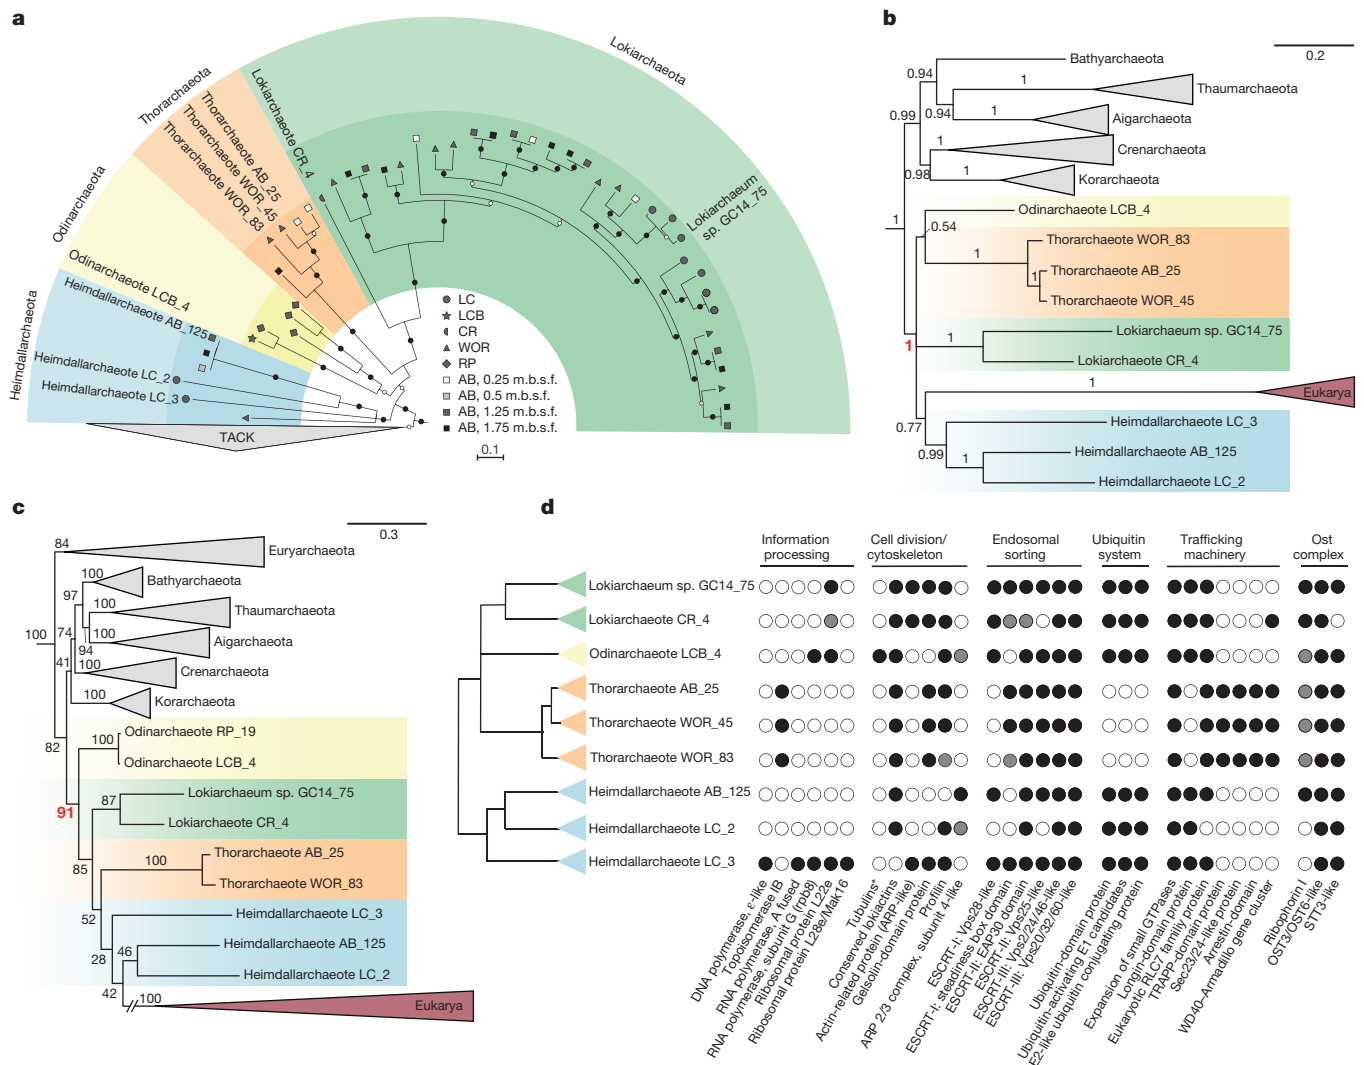 a
Lokiarchaeota
Thorarchaeota
Odinarchaeota
Heimdallarchaeota
Lokiarchaeote CR_4
Thorarchaeote AB_25
Thorarchaeote WOR_45
Thorarchaeote WOR_83
Odinarchaeote LCB_4
Heimdallarchaeote AB_125
Heimdallarchaeote LC_2
Heimdallarchaeote LC_3
Lokiarchaeum
sp. GC14_75
TACK
LC
LCB
CR
WOR
RP
AB, 0.25 m.b.s.f.
AB, 0.5 m.b.s.f.
AB, 1.25 m.b.s.f.
AB, 1.75 m.b.s.f.
0.1
b
0.2
Bathyarchaeota
0.94
1
Thaumarchaeota
0.94
1
Aigarchaeota
0.99
1
Crenarchaeota
0.98
1
Korarchaeota
1
Odinarchaeote LCB_4
0.54
Thorarchaeote WOR_83
1
Thorarchaeote AB_25
1
Thorarchaeote WOR_45
Lokiarchaeum sp. GC14_75
1
1
Lokiarchaeote CR_4
1
Eukarya
0.77
Heimdallarchaeote LC_3
0.99
1
Heimdallarchaeote AB_125
Heimdallarchaeote LC_2
c
0.3
84
Euryarchaeota
100
Bathyarchaeota
97
100
Thaumarchaeota
100
74
100
Aigarchaeota
94
41
100
Crenarchaeota
100
Korarchaeota
82
Odinarchaeote RP_19
100
Odinarchaeote LCB_4
87
Lokiarchaeum sp. GC14_75
91
Lokiarchaeote CR_4
85
100
Thorarchaeote AB_25
Thorarchaeote WOR_83
52
Heimdallarchaeote LC_3
46
Heimdallarchaeote AB_125
28
Heimdallarchaeote LC_2
42
100
Eukarya
d
Information
processing
Cell division/
cytoskeleton
Endosomal
sorting
Ubiquitin
system
Trafficking
machinery
Ost
complex
Lokiarchaeum sp. GC14_75
Lokiarchaeote CR_4
Odinarchaeote LCB_4
Thorarchaeote AB_25
Thorarchaeote WOR_45
Thorarchaeote WOR_83
Heimdallarchaeote AB_125
Heimdallarchaeote LC_2
Heimdallarchaeote LC_3
DNA polymerase, ε-like
Topoisomerase IB
RNA polymerase, A fused
RNA polymerase, subunit G (rpb8)
Ribosomal protein L22e
Ribosomal protein L28e/Mak16
Tubulins*
Conserved lokiactins
Actin-related protein (ARP-like)
Gelsolin-domain protein
Profilin
ARP 2/3 complex, subunit 4-like
ESCRT-I: Vps28-like
ESCRT-I: steadiness box domain
ESCRT-II: EAP30 domain
ESCRT-II: Vps25-like
ESCRT-III: Vps2/24/46-like
ESCRT-III: Vps20/32/60-like
Ubiquitin-domain protein
Ubiquitin-activating E1 candidates
E2-like ubiquitin conjugating protein
Expansion of small GTPases
Longin-domain protein
Eukaryotic RLC7 family protein
TRAPP-domain protein
Sec23/24-like protein
Arrestin-domain
WD40–Armadillo gene cluster
Ribophorin I
OST3/OST6-like
STT3-like